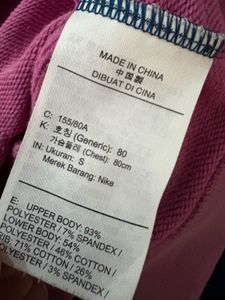 MADE IN CHINA
中国製
DIBUAT DI CINA
C: 155/80A
K: 호칭 (Generic): 80
가슴둘레 (Chest): 80cm
IN: Ukuran: S
Merek Barang: Nike
E:
UPPER BODY: 93%
POLYESTER / 7% SPANDEX /
LOWER BODY: 54%
POLYESTER / 46% COTTON /
RIB: 71% COTTON / 26%
POLYESTER / 3% SPANDEX /